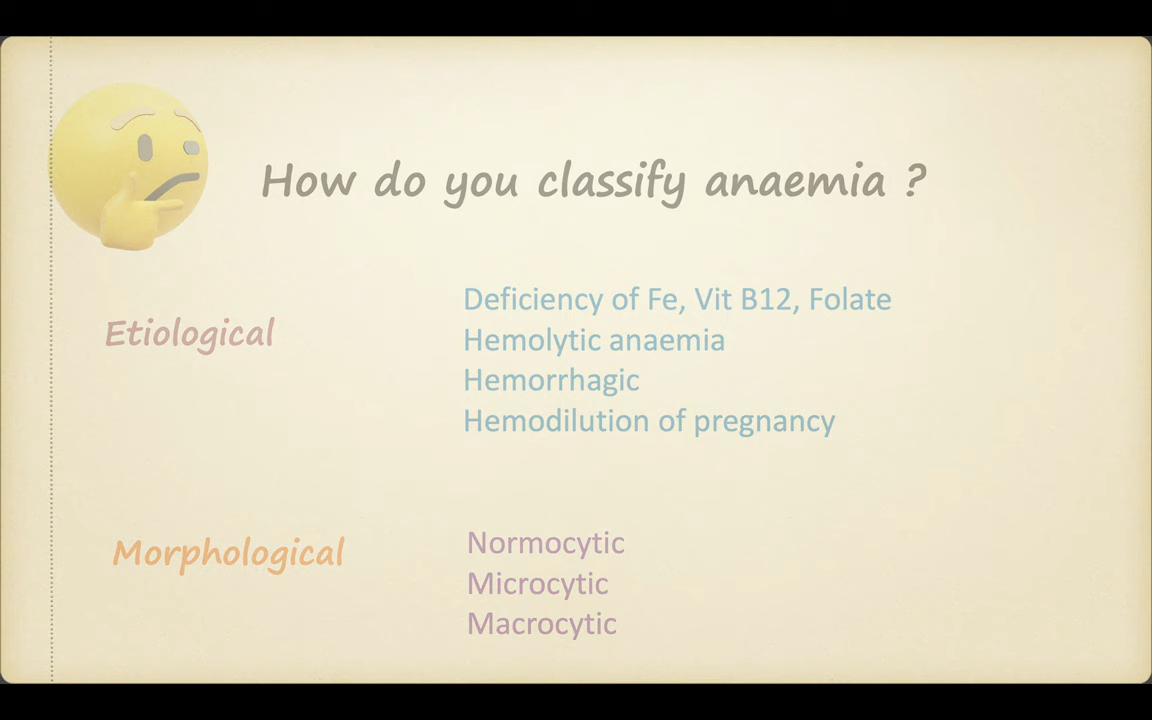 How do you classify anaemia ?
Etiological
Deficiency of Fe, Vit B12, Folate
Hemolytic anaemia
Hemorrhagic
Hemodilution of pregnancy
Morphological
Normocytic
Microcytic
Macrocytic